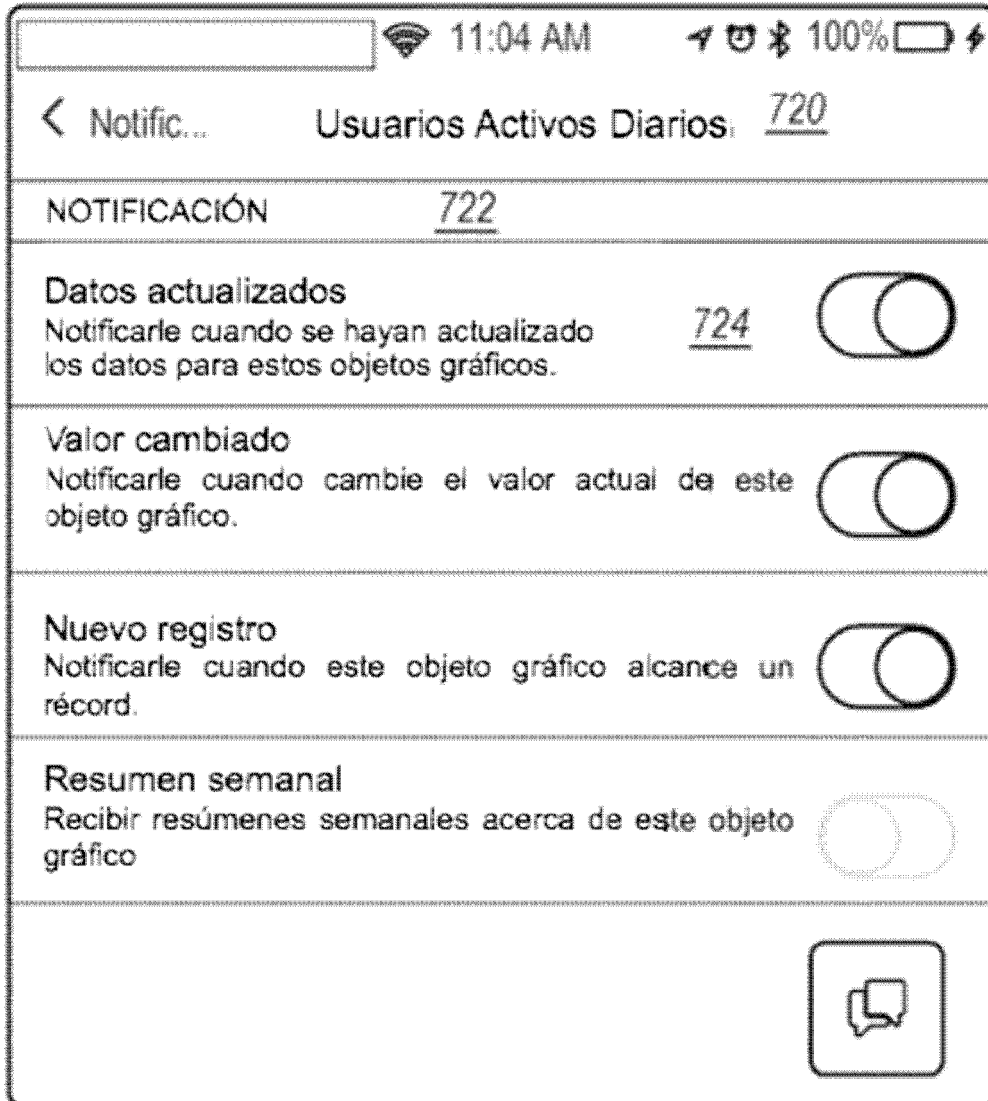 11:04 AM 100%
Notific... Usuarios Activos Diarios 720
NOTIFICACIÓN 722
Datos actualizados
Notificarle cuando se hayan actualizado 724
los datos para estos objetos gráficos.
Valor cambiado
Notificarle cuando cambie el valor actual de este
objeto gráfico.
Nuevo registro
Notificarle cuando este objeto gráfico alcance un
récord.
Resumen semanal
Recibir resúmenes semanales acerca de este objeto
gráfico